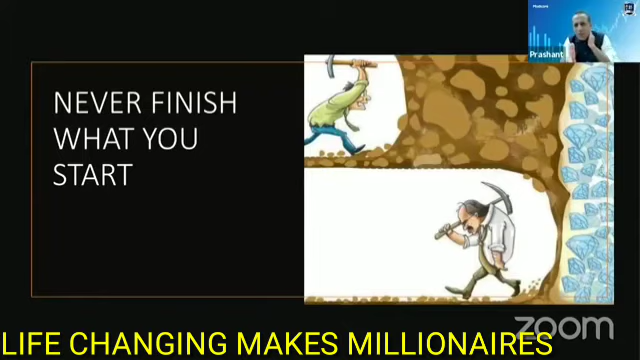 NEVER FINISH
WHAT YOU
START
Prashant
zoom
LIFE CHANGING MAKES MILLIONAIRES